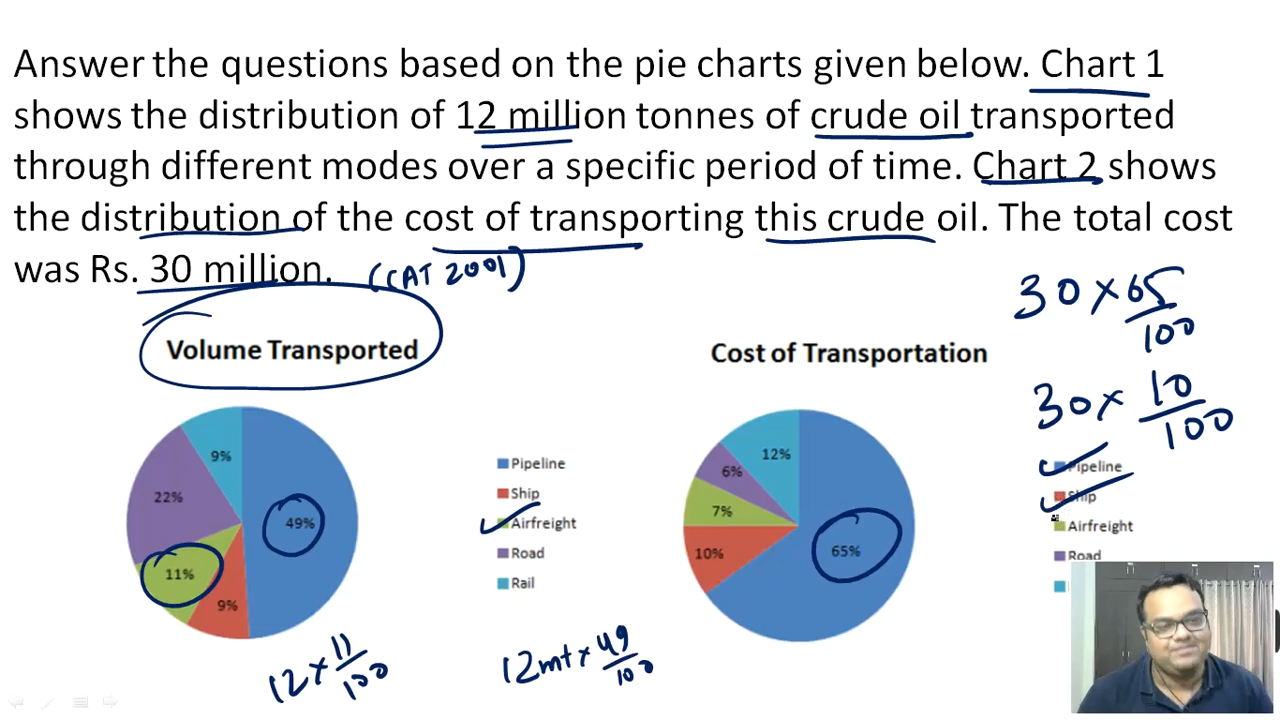 Answer the questions based on the pie charts given below. Chart 1
shows the distribution of 12 million tonnes of crude oil transported
through different modes over a specific period of time. Chart 2 shows
the distribution of the cost of transporting this crude oil. The total cost
was Rs. 30 million. (CAT 2001)
30 × 65/100
30 × 10/100
Volume Transported
9%
22%
49%
11%
9%
Pipeline
Ship
Airfreight
Road
Rail
12 × 11/100
12mt × 49/100
Cost of Transportation
12%
6%
7%
65%
10%
Pipeline
Ship
Airfreight
Road